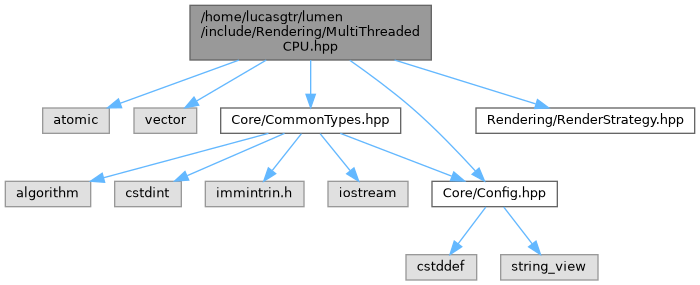 /home/lucasgtr/lumen
/include/Rendering/MultiThreaded
CPU.hpp
atomic
vector
Core/CommonTypes.hpp
Rendering/RenderStrategy.hpp
algorithm
cstdint
immintrin.h
iostream
Core/Config.hpp
cstddef
string_view